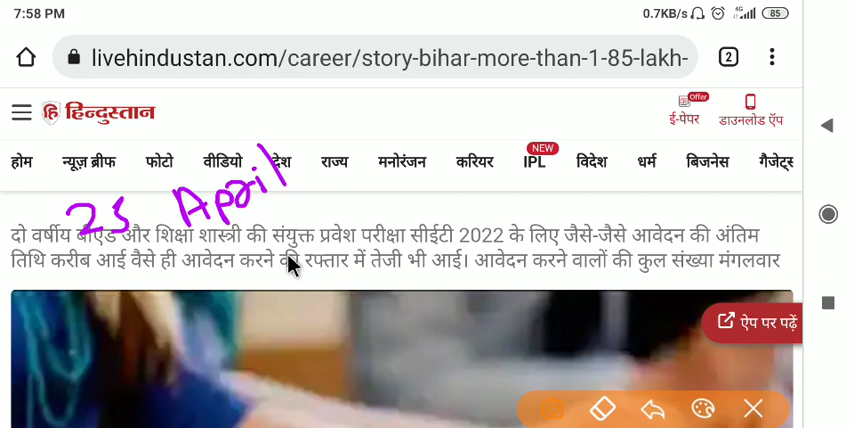 7:58 PM 0.7KB/s 4G 85
livehindustan.com/career/story-bihar-more-than-1-85-lakh- 2
हि हिन्दुस्तान Offer ई-पेपर डाउनलोड ऍप
NEW
होम न्यूज़ ब्रीफ फोटो वीडियो देश राज्य मनोरंजन करियर IPL विदेश धर्म बिजनेस गैजेट्स
23 April
दो वर्षीय बीएड और शिक्षा शास्त्री की संयुक्त प्रवेश परीक्षा सीईटी 2022 के लिए जैसे-जैसे आवेदन की अंतिम
तिथि करीब आई वैसे ही आवेदन करने की रफ्तार में तेजी भी आई। आवेदन करने वालों की कुल संख्या मंगलवार
ऐप पर पढ़ें